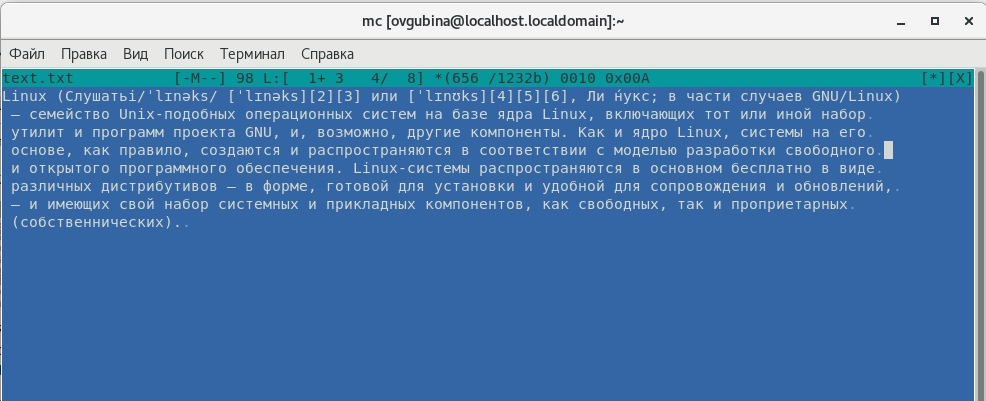 mc [ovgubina@localhost.localdomain]:~
Файл Правка Вид Поиск Терминал Справка
text.txt [-M--] 98 L:[ 1+ 3 4/ 8] *(656 /1232b) 0010 0x00A [*][X]
Linux (Слушатьi/ˈlɪnəks/ [ˈlɪnəks][2][3] или [ˈlɪnʊks][4][5][6], Ли ́нукс; в части случаев GNU/Linux)
— семейство Unix-подобных операционных систем на базе ядра Linux, включающих тот или иной набор.
утилит и программ проекта GNU, и, возможно, другие компоненты. Как и ядро Linux, системы на его.
основе, как правило, создаются и распространяются в соответствии с моделью разработки свободного.
и открытого программного обеспечения. Linux-системы распространяются в основном бесплатно в виде.
различных дистрибутивов — в форме, готовой для установки и удобной для сопровождения и обновлений,.
— и имеющих свой набор системных и прикладных компонентов, как свободных, так и проприетарных.
(собственнических)..